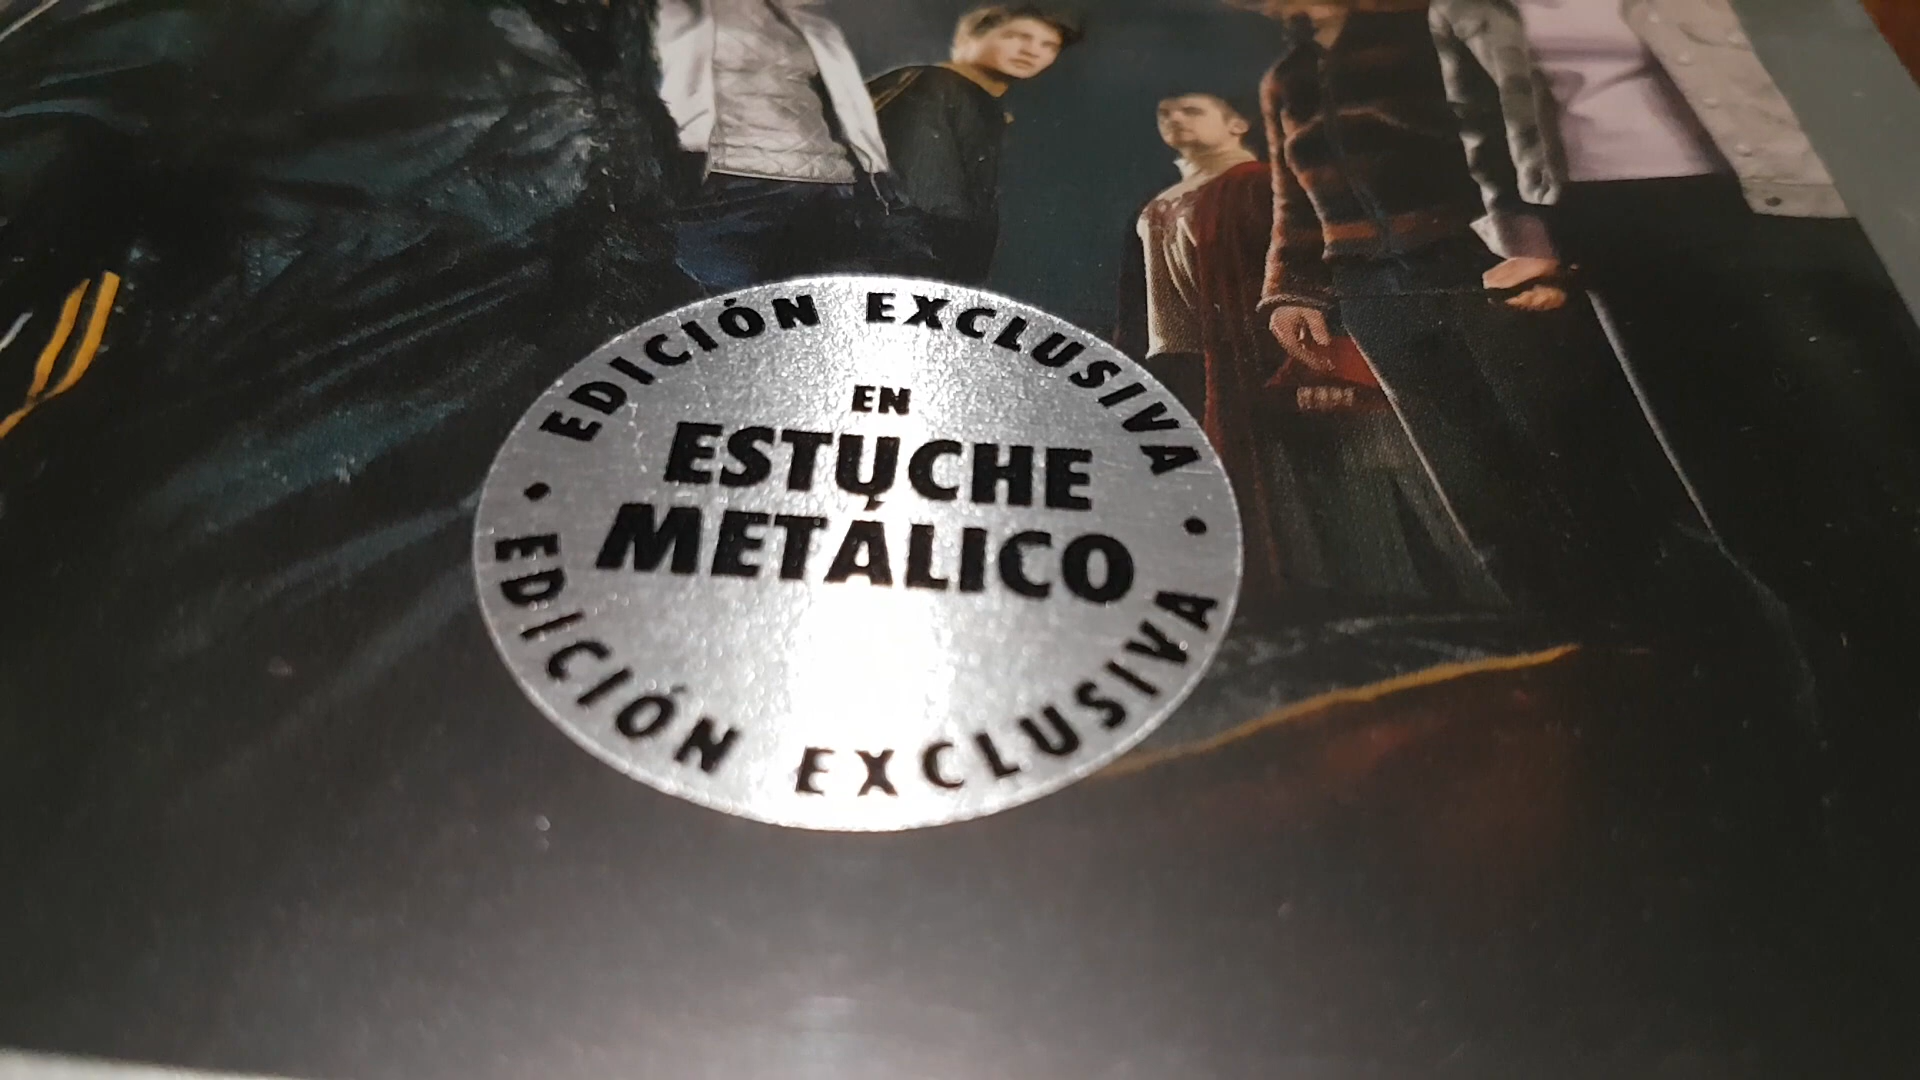 EDICIÓN EXCLUSIVA
EN
ESTUCHE
METÁLICO
EDICIÓN EXCLUSIVA